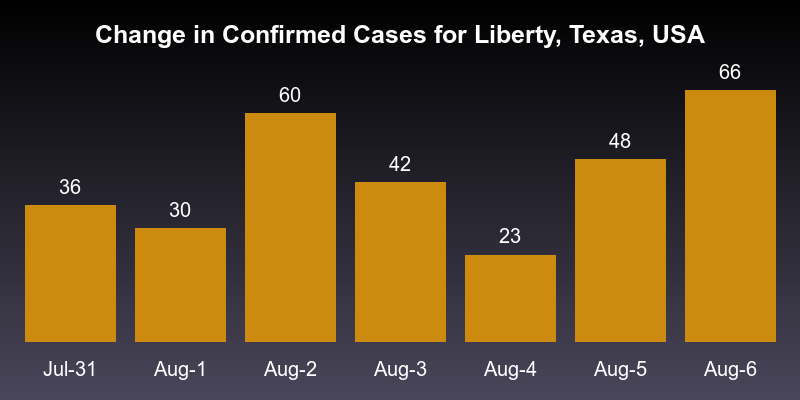 Change in Confirmed Cases for Liberty, Texas, USA
36
30
60
42
23
48
66
Jul-31
Aug-1
Aug-2
Aug-3
Aug-4
Aug-5
Aug-6